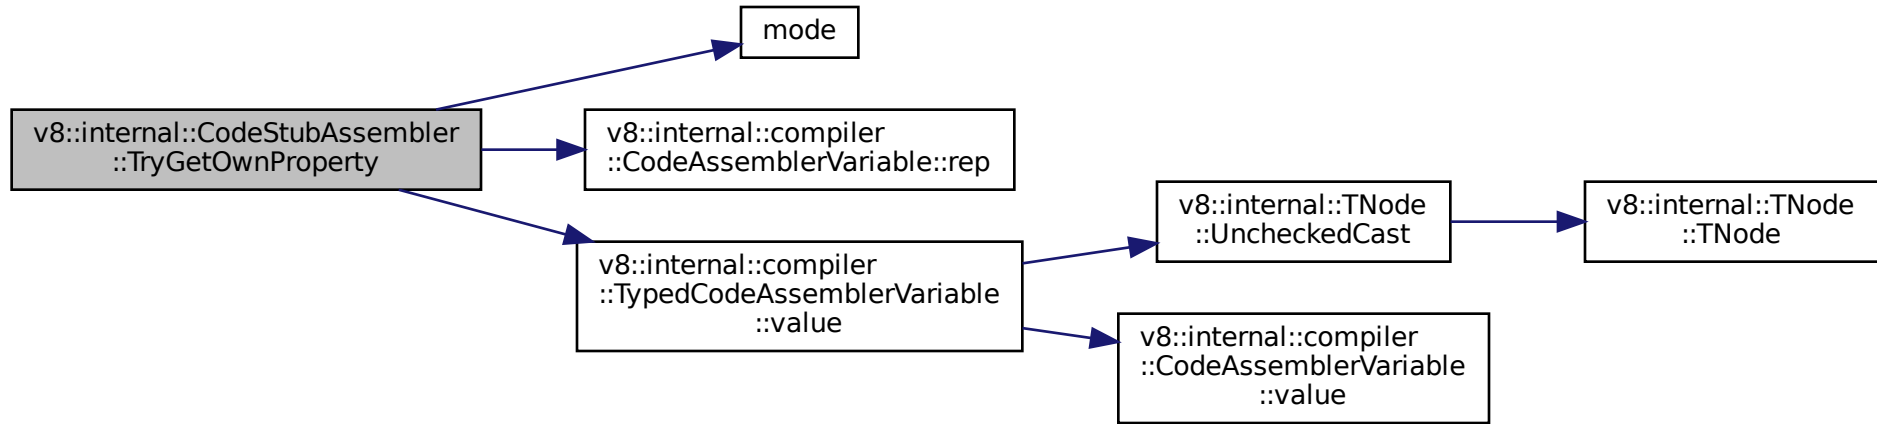 mode
v8::internal::CodeStubAssembler
::TryGetOwnProperty
v8::internal::compiler
::CodeAssemblerVariable::rep
v8::internal::compiler
::TypedCodeAssemblerVariable
::value
v8::internal::TNode
::UncheckedCast
v8::internal::TNode
::TNode
v8::internal::compiler
::CodeAssemblerVariable
::value